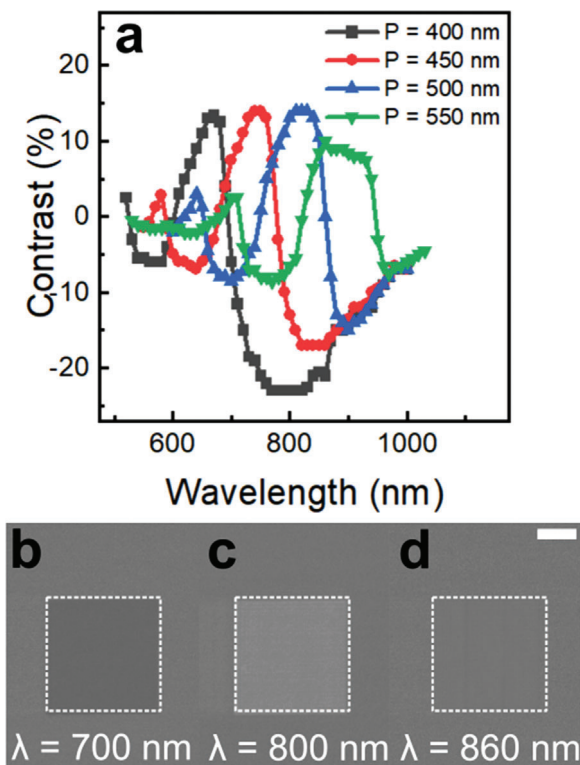 a
P = 400 nm
P = 450 nm
P = 500 nm
P = 550 nm
Contrast (%)
20
10
0
-10
-20
600 800 1000
Wavelength (nm)
b c d
λ = 700 nm λ = 800 nm λ = 860 nm